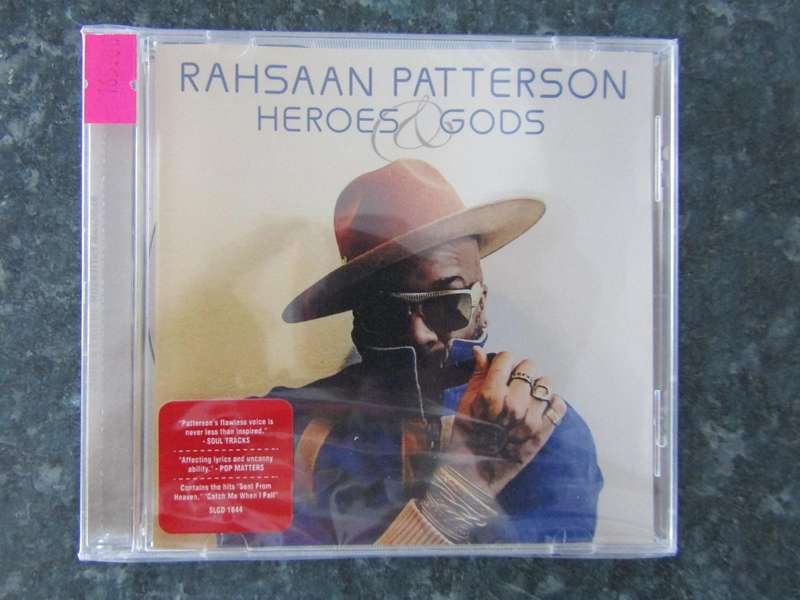 RAHSAAN PATTERSON
HEROES & GODS
"Patterson's flawless voice is
never less than inspired."
- SOUL TRACKS
"Affecting lyrics and uncanny
ability." - POP MATTERS
Contains the hits "Sent From
Heaven," "Catch Me When I Fall"
SLCD 1644